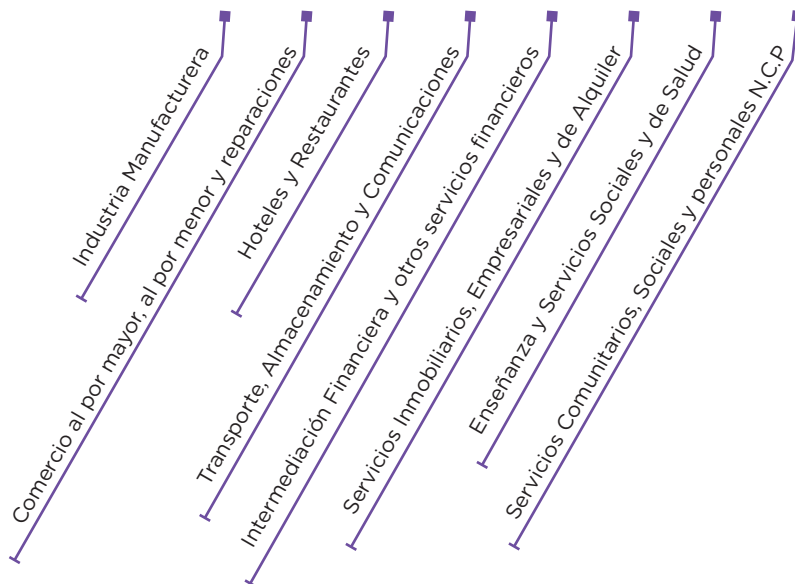 Industria Manufacturera
Comercio al por mayor, al por menor y reparaciones
Hoteles y Restaurantes
Transporte, Almacenamiento y Comunicaciones
Intermediación Financiera y otros servicios financieros
Servicios Inmobiliarios, Empresariales y de Alquiler
Enseñanza y Servicios Sociales y de Salud
Servicios Comunitarios, Sociales y personales N.C.P